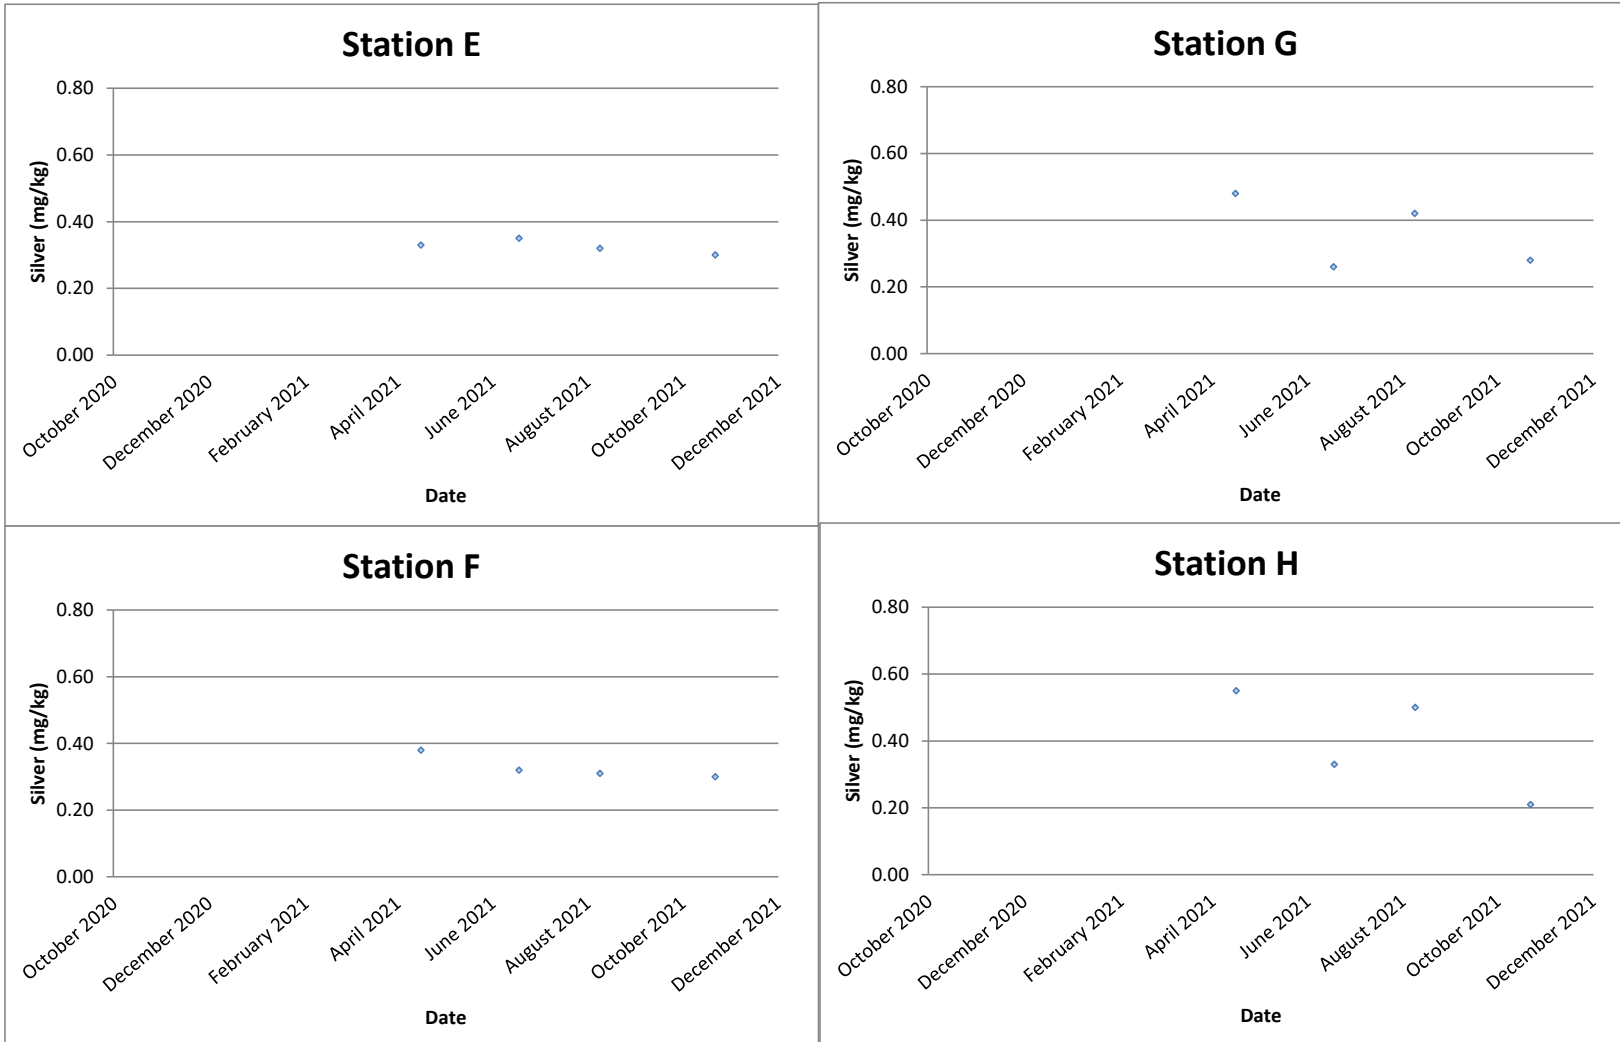 Station E
0.80
0.60
0.40
0.20
0.00
Silver (mg/kg)
October 2020
December 2020
February 2021
April 2021
June 2021
August 2021
October 2021
December 2021
Date
Station G
0.80
0.60
0.40
0.20
0.00
Silver (mg/kg)
October 2020
December 2020
February 2021
April 2021
June 2021
August 2021
October 2021
December 2021
Date
Station F
0.80
0.60
0.40
0.20
0.00
Silver (mg/kg)
October 2020
December 2020
February 2021
April 2021
June 2021
August 2021
October 2021
December 2021
Date
Station H
0.80
0.60
0.40
0.20
0.00
Silver (mg/kg)
October 2020
December 2020
February 2021
April 2021
June 2021
August 2021
October 2021
December 2021
Date